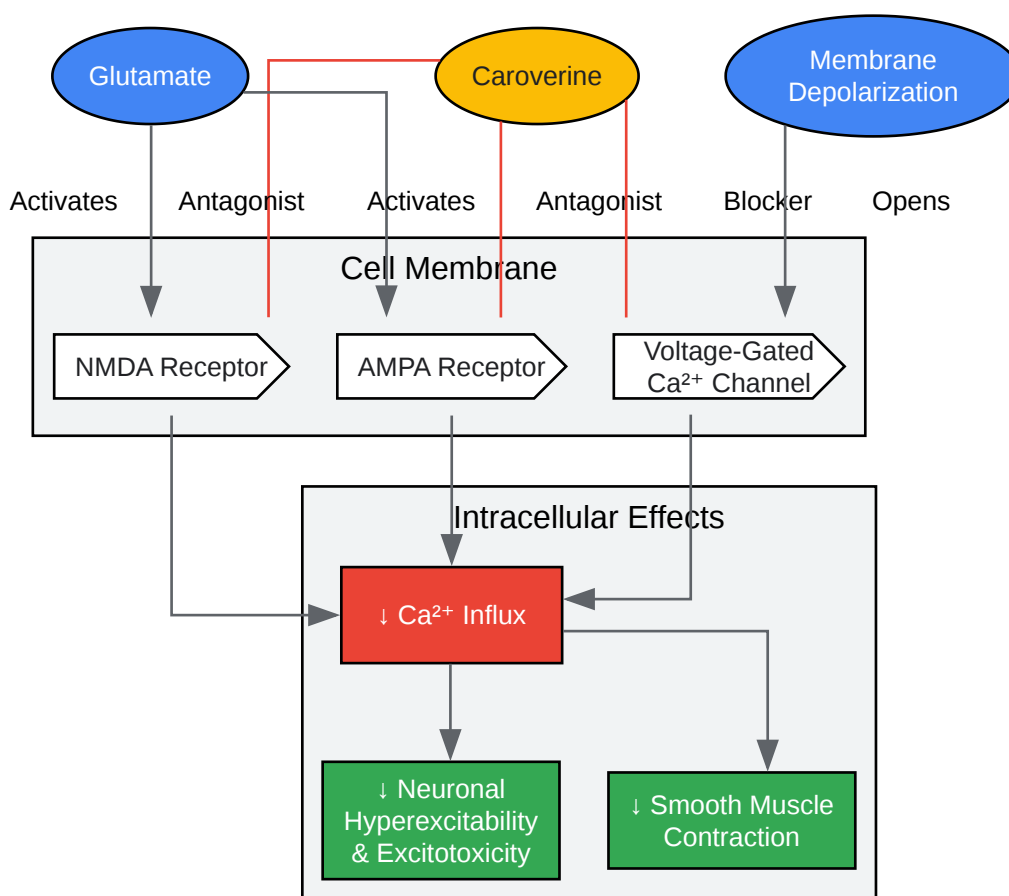 Glutamate
Caroverine
Membrane
Depolarization
Activates
Antagonist
Activates
Antagonist
Blocker
Opens
Cell Membrane
NMDA Receptor
AMPA Receptor
Voltage-Gated
Ca²⁺ Channel
Intracellular Effects
↓ Ca²⁺ Influx
↓ Neuronal
Hyperexcitability
& Excitotoxicity
↓ Smooth Muscle
Contraction